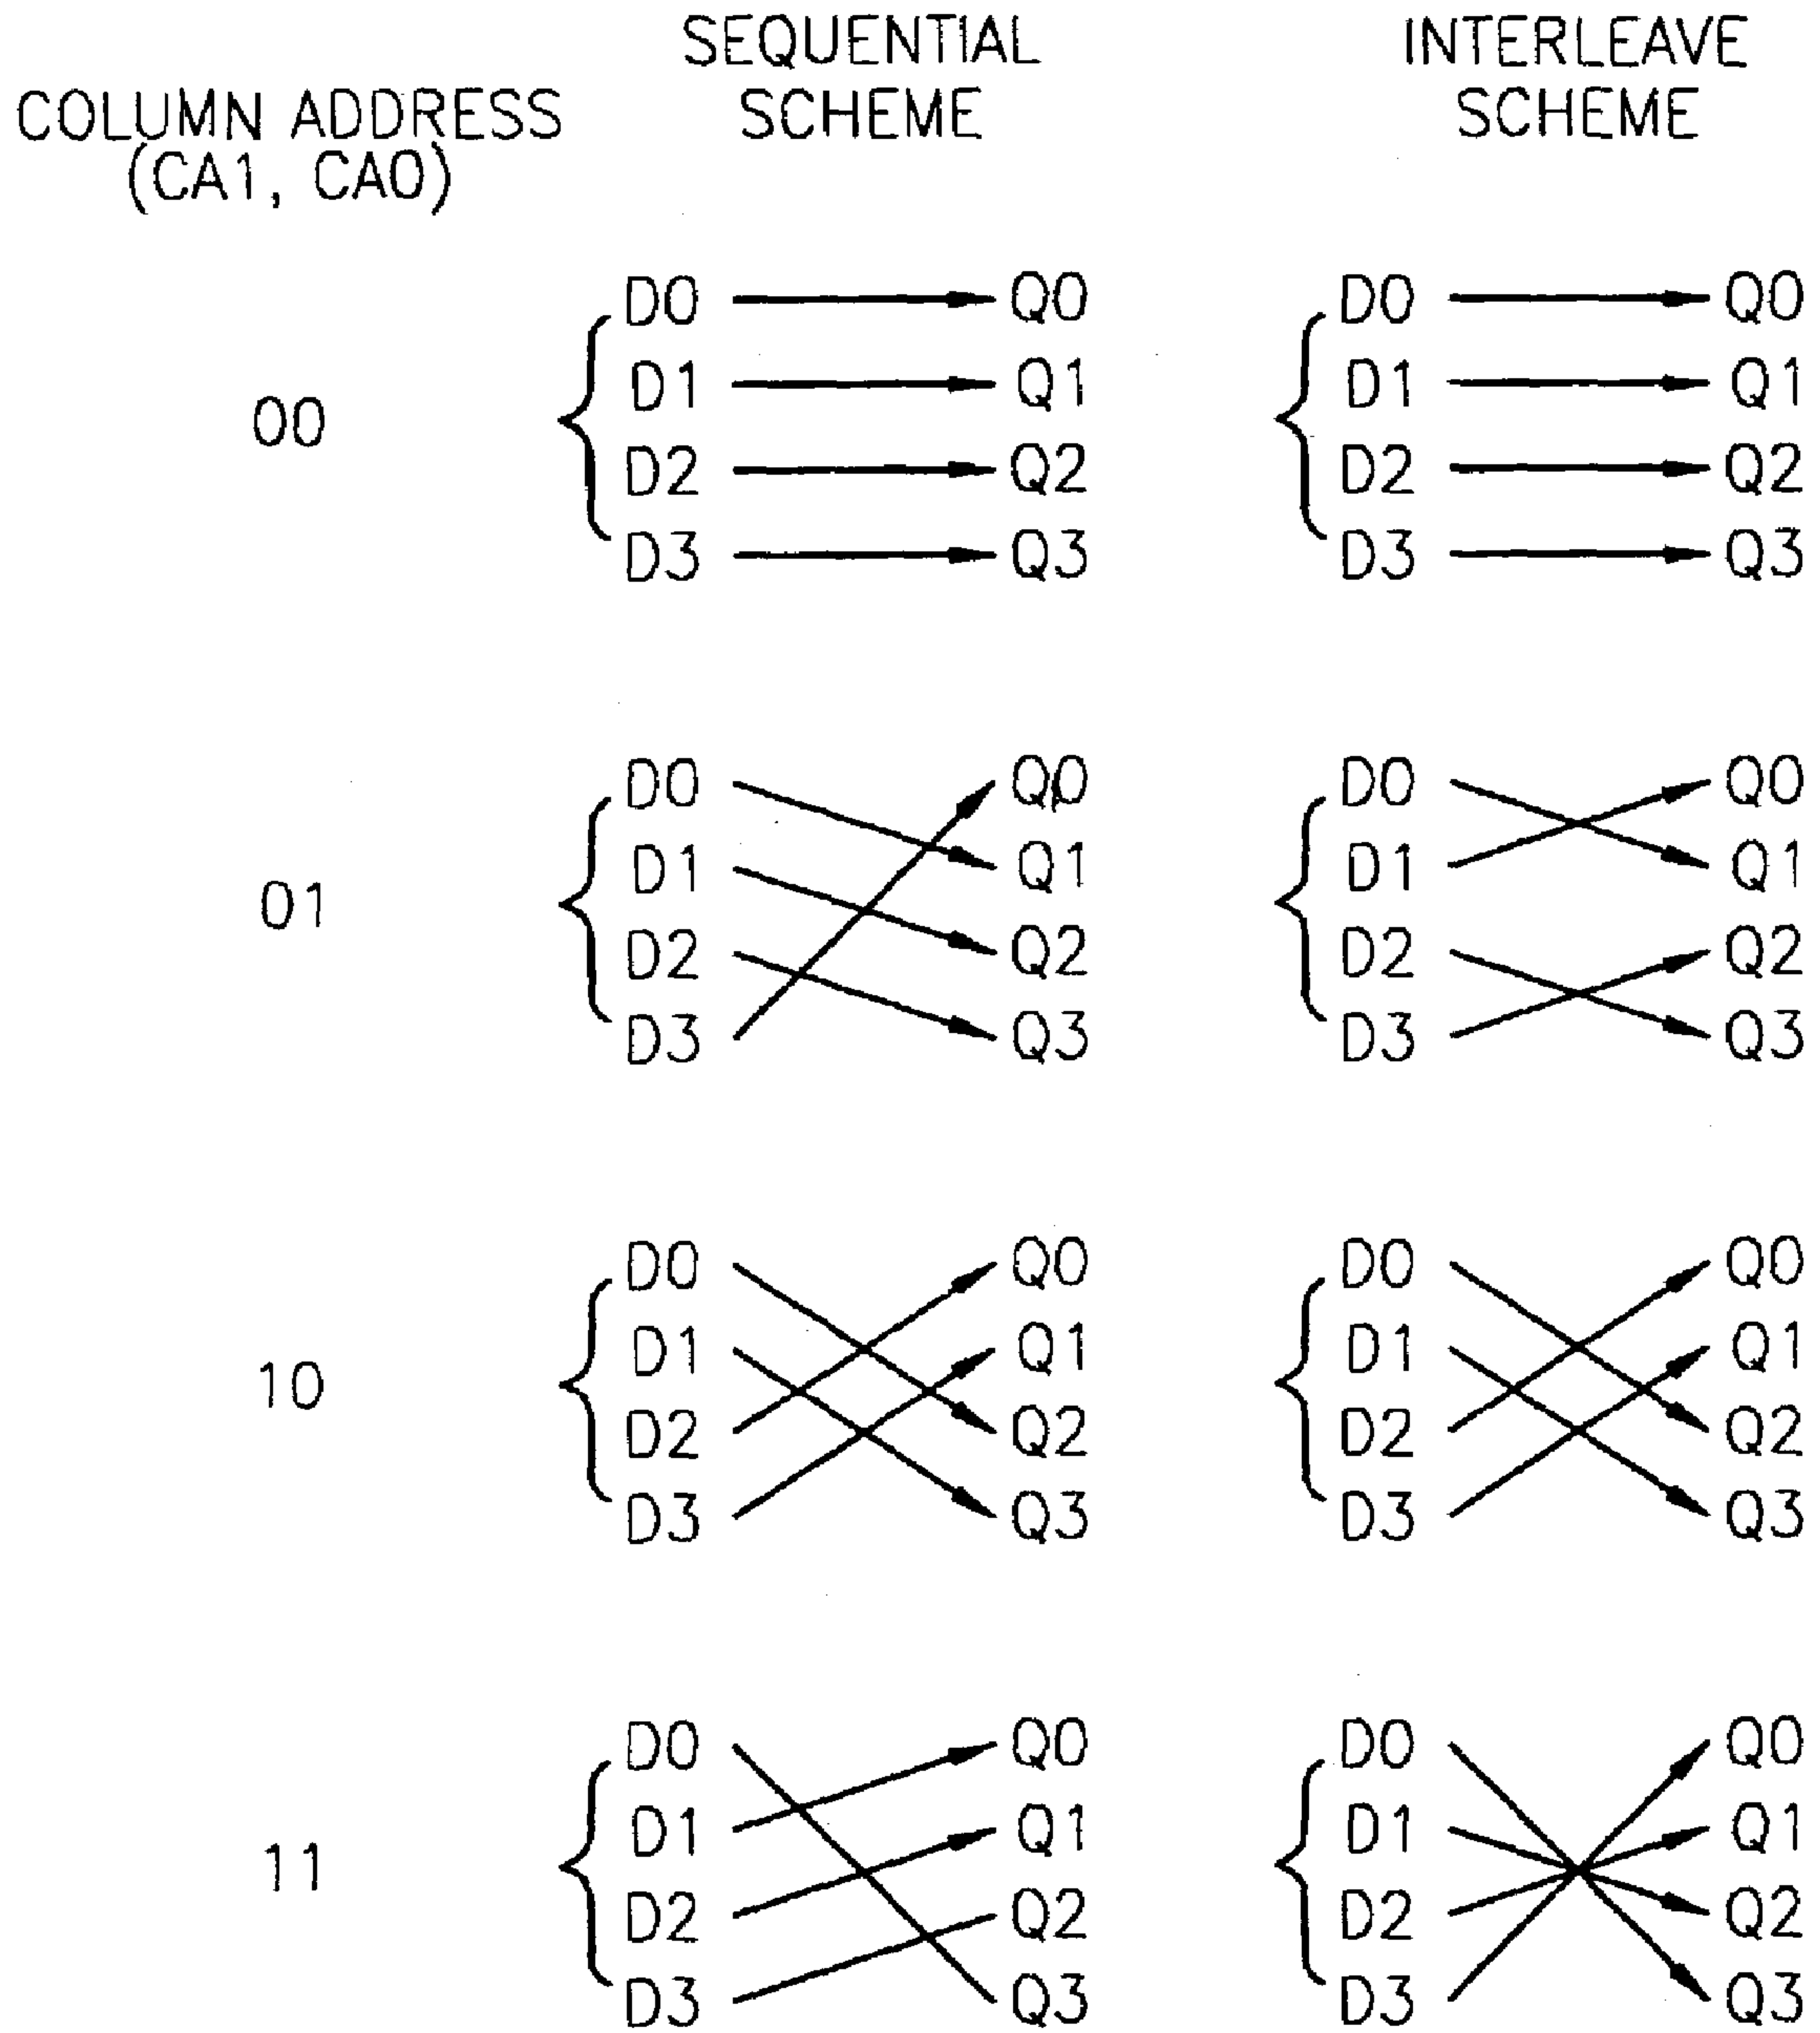 SEQUENTIAL INTERLEAVE
COLUMN ADDRESS SCHEME SCHEME
(CA1, CA0)
D0 Q0 D0 Q0
D1 Q1 D1 Q1
00
D2 Q2 D2 Q2
D3 Q3 D3 Q3
D0 Q0 D0 Q0
D1 Q1 D1 Q1
01
D2 Q2 D2 Q2
D3 Q3 D3 Q3
D0 Q0 D0 Q0
D1 Q1 D1 Q1
10
D2 Q2 D2 Q2
D3 Q3 D3 Q3
D0 Q0 D0 Q0
D1 Q1 D1 Q1
11
D2 Q2 D2 Q2
D3 Q3 D3 Q3